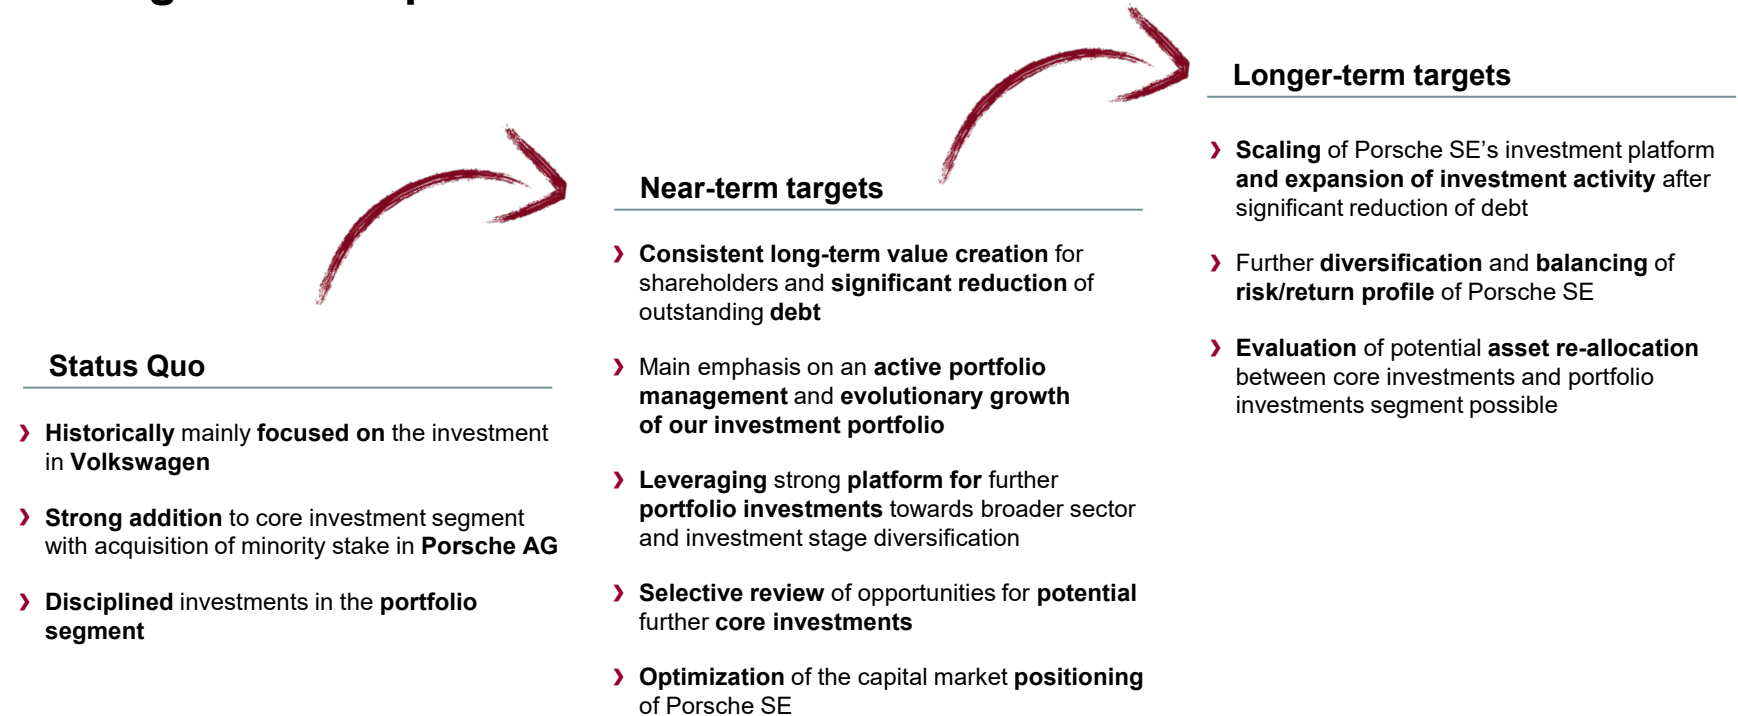 Status Quo
❯ Historically mainly focused on the investment
in Volkswagen
❯ Strong addition to core investment segment
with acquisition of minority stake in Porsche AG
❯ Disciplined investments in the portfolio
segment
Near-term targets
❯ Consistent long-term value creation for
shareholders and significant reduction of
outstanding debt
❯ Main emphasis on an active portfolio
management and evolutionary growth
of our investment portfolio
❯ Leveraging strong platform for further
portfolio investments towards broader sector
and investment stage diversification
❯ Selective review of opportunities for potential
further core investments
❯ Optimization of the capital market positioning
of Porsche SE
Longer-term targets
❯ Scaling of Porsche SE’s investment platform
and expansion of investment activity after
significant reduction of debt
❯ Further diversification and balancing of
risk/return profile of Porsche SE
❯ Evaluation of potential asset re-allocation
between core investments and portfolio
investments segment possible